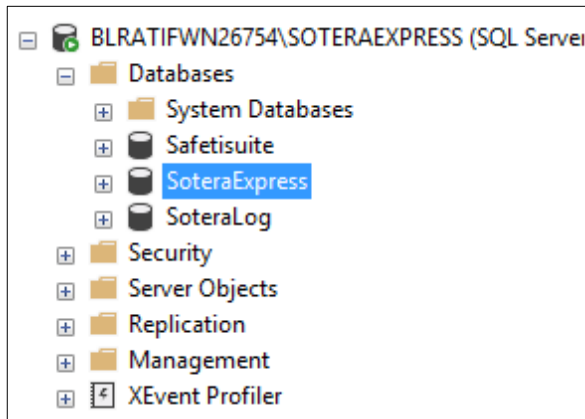 BLRATIFWN26754\SOTERAEXPRESS (SQL Server
Databases
System Databases
Safetisuite
SoteraExpress
SoteraLog
Security
Server Objects
Replication
Management
XEvent Profiler